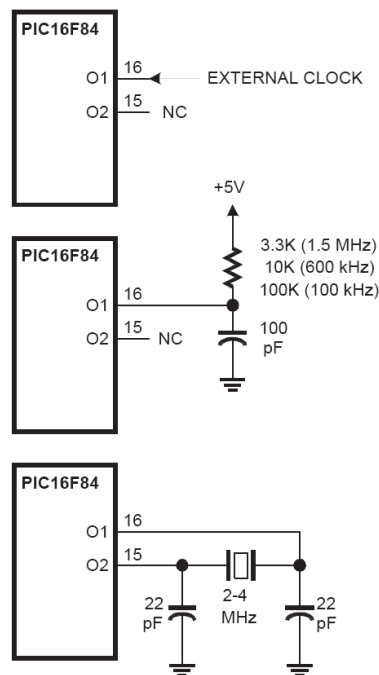 PIC16F84
16
O1
EXTERNAL CLOCK
15
O2
NC
+5V
PIC16F84
3.3K (1.5 MHz)
10K (600 kHz)
100K (100 kHz)
16
O1
15
O2
NC
100
pF
PIC16F84
16
O1
15
O2
22
pF
2-4
MHz
22
pF